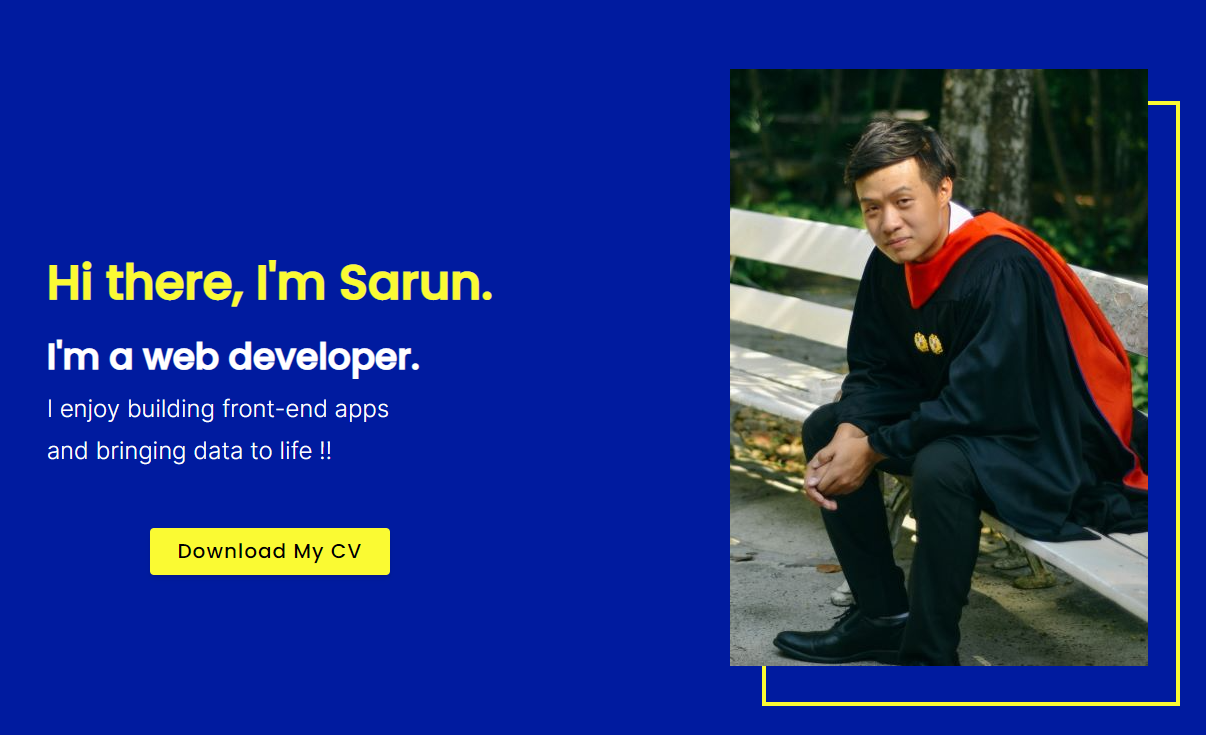 Hi there, I'm Sarun.
I'm a web developer.
I enjoy building front-end apps
and bringing data to life !!
Download My CV